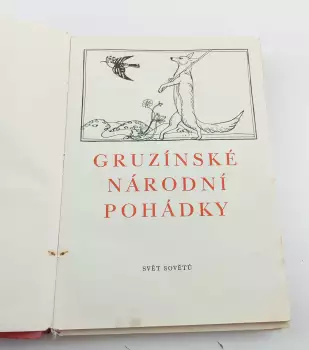 GRUZÍNSKÉ
NÁRODNÍ
POHÁDKY
SVĚT SOVĚTŮ